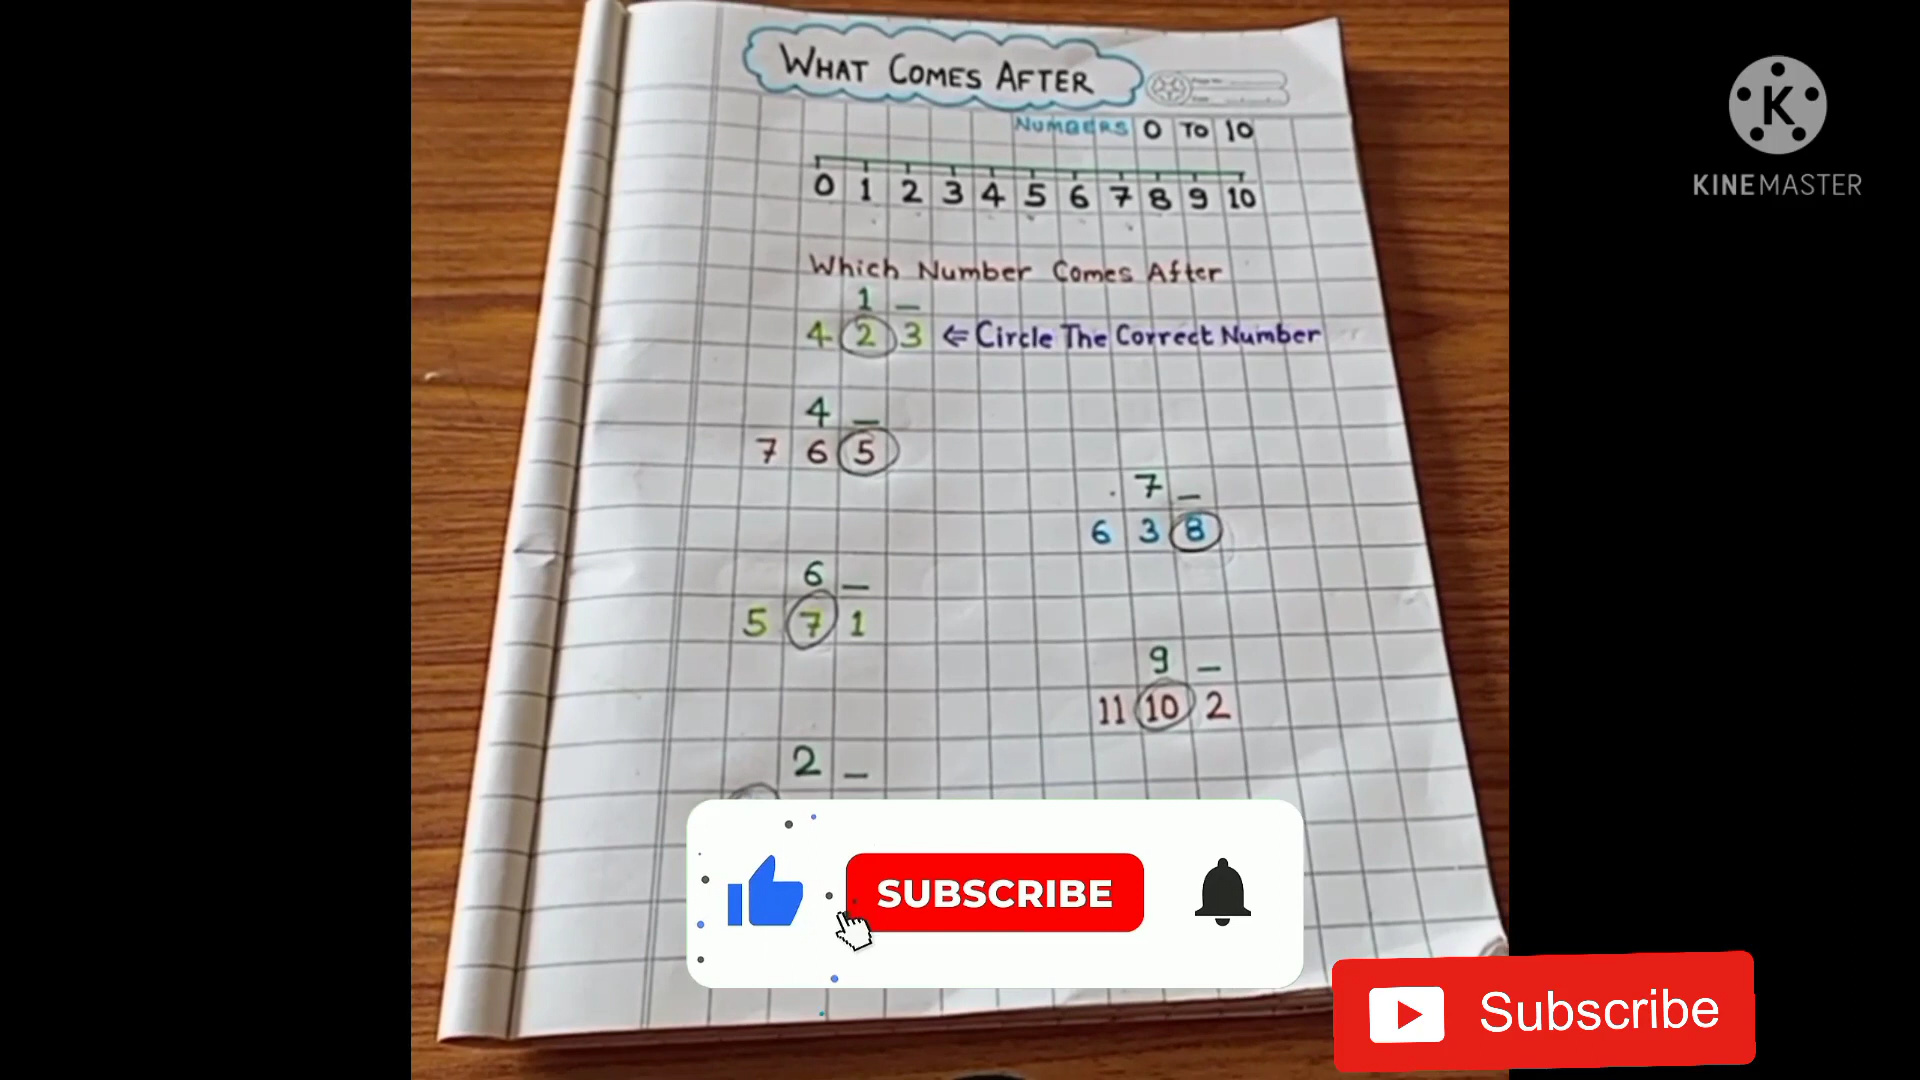 WHAT COMES AFTER
NUMBERS 0 TO 10
0 1 2 3 4 5 6 7 8 9 10
Which Number Comes After
1 _
4 2 3 ⇐ Circle The Correct Number
4 _
7 6 5
7 _
6 3 8
6 _
5 7 1
9 _
11 10 2
2 _
SUBSCRIBE
Subscribe
K
KINEMASTER